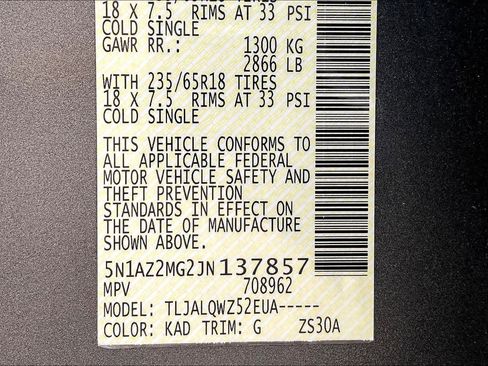 18 X 7.5 RIMS AT 33 PSI
COLD SINGLE
GAWR RR.: 1300 KG
2866 LB
WITH 235/65R18 TIRES
18 X 7.5 RIMS AT 33 PSI
COLD SINGLE
THIS VEHICLE CONFORMS TO
ALL APPLICABLE FEDERAL
MOTOR VEHICLE SAFETY AND
THEFT PREVENTION
STANDARDS IN EFFECT ON
THE DATE OF MANUFACTURE
SHOWN ABOVE.
5N1AZ2MG2JN137857
MPV 708962
MODEL: TLJALQWZ52EUA-----
COLOR: KAD TRIM: G ZS30A